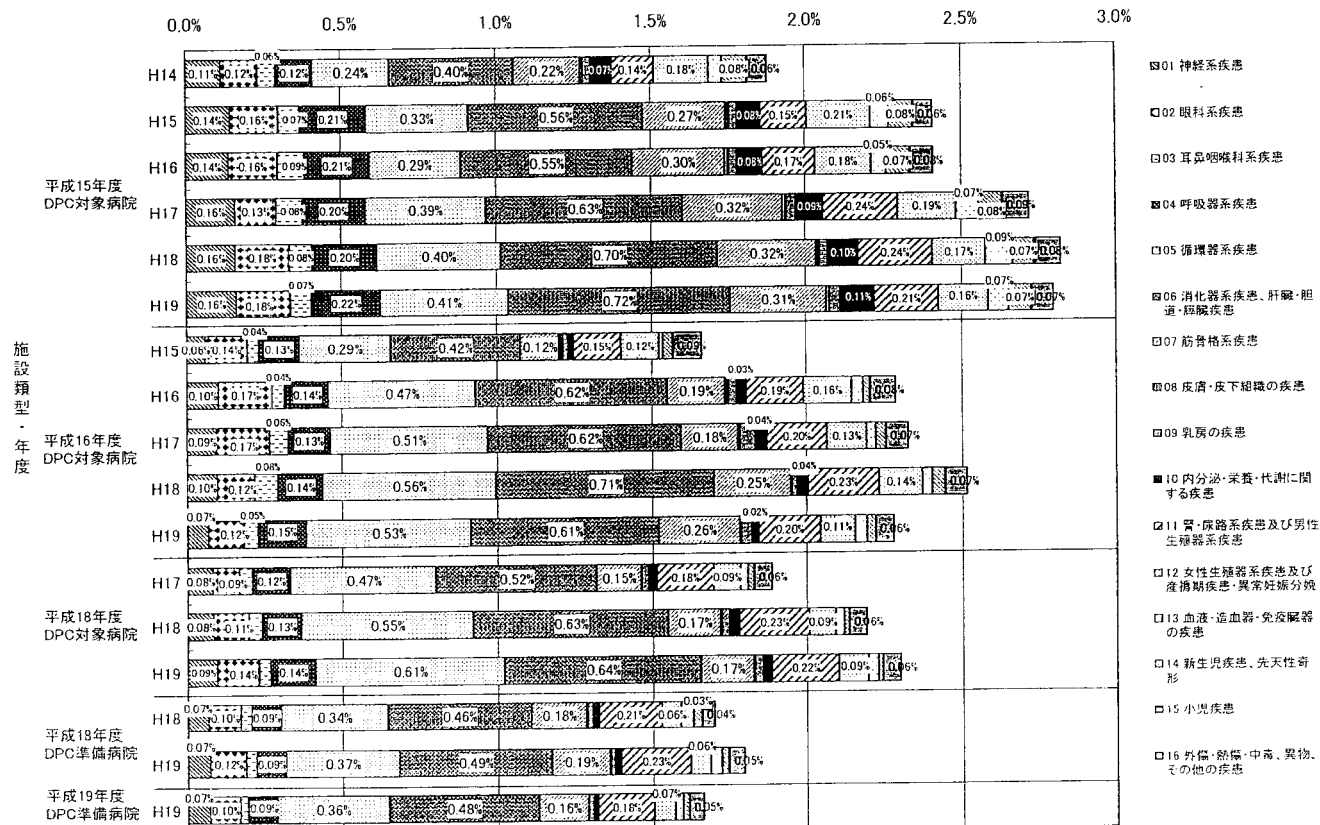 0.0% 0.5% 1.0% 1.5% 2.0% 2.5% 3.0%
施設類型・年度
平成15年度
DPC対象病院
H14 0.11% 0.12% 0.06% 0.12% 0.24% 0.40% 0.22% 0.07% 0.14% 0.18% 0.08% 0.06%
H15 0.14% 0.16% 0.07% 0.21% 0.33% 0.56% 0.27% 0.08% 0.15% 0.21% 0.06% 0.08% 0.06%
H16 0.14% 0.16% 0.09% 0.21% 0.29% 0.55% 0.30% 0.08% 0.17% 0.18% 0.05% 0.07% 0.08%
H17 0.16% 0.13% 0.08% 0.20% 0.39% 0.63% 0.32% 0.09% 0.24% 0.19% 0.07% 0.08% 0.09%
H18 0.16% 0.18% 0.08% 0.20% 0.40% 0.70% 0.32% 0.10% 0.24% 0.17% 0.09% 0.07% 0.08%
H19 0.16% 0.18% 0.07% 0.22% 0.41% 0.72% 0.31% 0.11% 0.21% 0.16% 0.07% 0.07% 0.07%
平成16年度
DPC対象病院
H15 0.06% 0.14% 0.04% 0.13% 0.29% 0.42% 0.12% 0.15% 0.12% 0.09%
H16 0.10% 0.17% 0.04% 0.14% 0.47% 0.62% 0.19% 0.03% 0.19% 0.16% 0.08%
H17 0.09% 0.17% 0.06% 0.13% 0.51% 0.62% 0.18% 0.04% 0.20% 0.13% 0.07%
H18 0.10% 0.12% 0.08% 0.14% 0.56% 0.71% 0.25% 0.04% 0.23% 0.14% 0.07%
H19 0.07% 0.12% 0.05% 0.15% 0.53% 0.61% 0.26% 0.02% 0.20% 0.11% 0.06%
平成18年度
DPC対象病院
H17 0.08% 0.09% 0.12% 0.47% 0.52% 0.15% 0.18% 0.09% 0.06%
H18 0.08% 0.11% 0.13% 0.55% 0.63% 0.17% 0.23% 0.09% 0.06%
H19 0.09% 0.14% 0.14% 0.61% 0.64% 0.17% 0.22% 0.09% 0.06%
平成18年度
DPC準備病院
H18 0.07% 0.10% 0.09% 0.34% 0.46% 0.18% 0.21% 0.06% 0.03% 0.04%
H19 0.07% 0.12% 0.09% 0.37% 0.49% 0.19% 0.23% 0.06% 0.05%
平成19年度
DPC準備病院
H19 0.07% 0.10% 0.09% 0.36% 0.48% 0.16% 0.18% 0.07% 0.05%
01 神経系疾患
02 眼科系疾患
03 耳鼻咽喉科系疾患
04 呼吸器系疾患
05 循環器系疾患
06 消化器系疾患、肝臓・胆
道・膵臓疾患
07 筋骨格系疾患
08 皮膚・皮下組織の疾患
09 乳房の疾患
10 内分泌・栄養・代謝に関
する疾患
11 腎・尿路系疾患及び男性
生殖器系疾患
12 女性生殖器系疾患及び
産褥期疾患・異常妊娠分娩
13 血液・造血器・免疫臓器
の疾患
14 新生児疾患、先天性奇
形
15 小児疾患
16 外傷・熱傷・中毒、異物、
その他の疾患